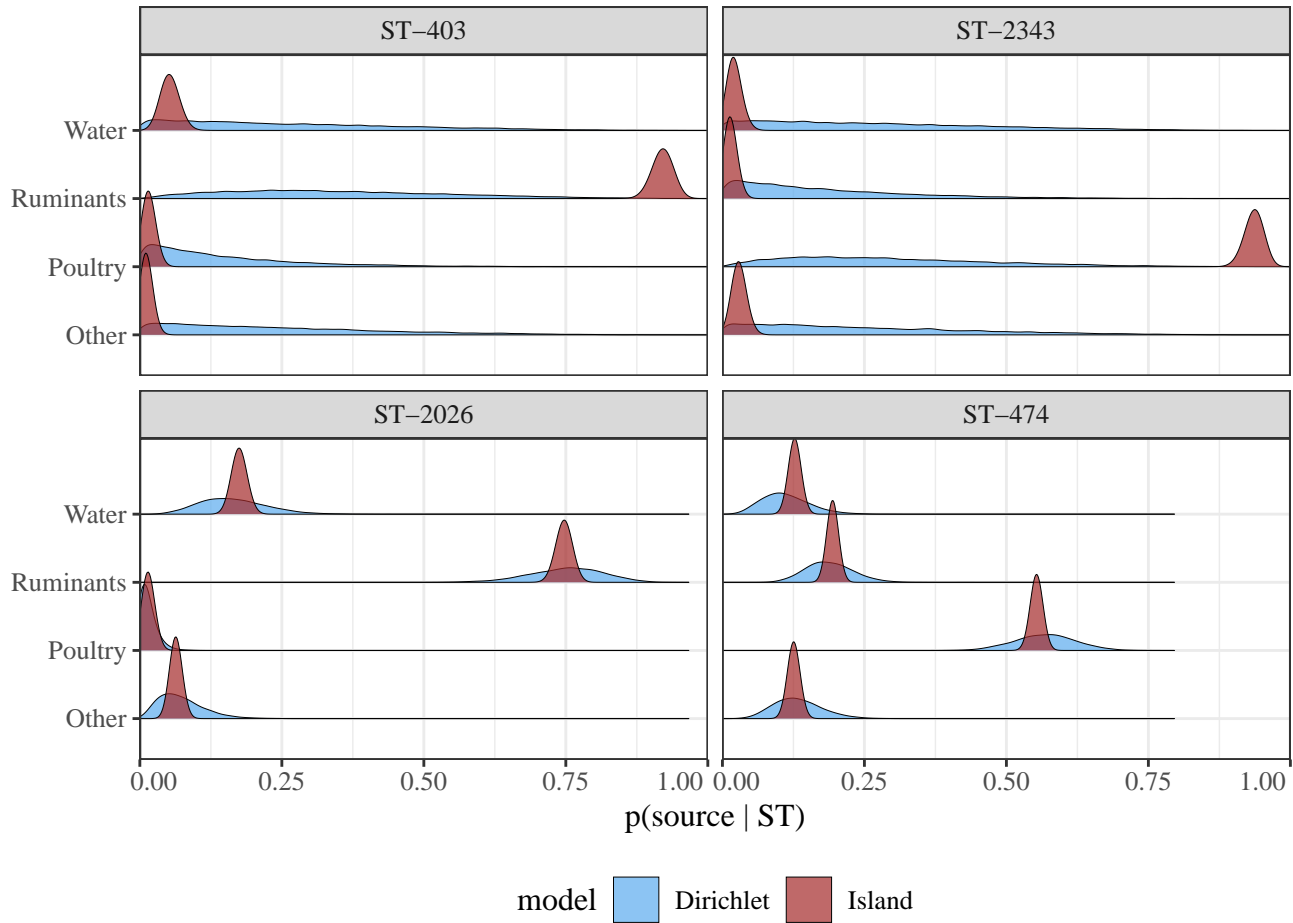 ST−403
ST−2343
Water
Ruminants
Poultry
Other
ST−2026
ST−474
Water
Ruminants
Poultry
Other
0.00 0.25 0.50 0.75 1.00 0.00 0.25 0.50 0.75 1.00
p(source | ST)
model Dirichlet Island